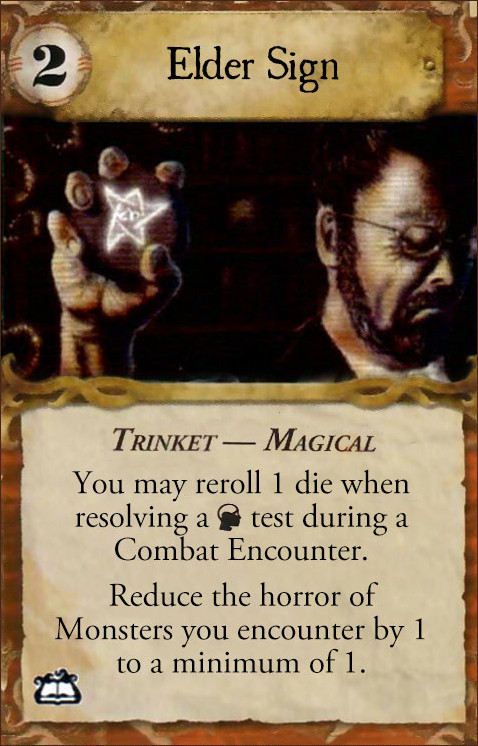 2
Elder Sign
TRINKET — MAGICAL
You may reroll 1 die when
resolving a test during a
Combat Encounter.
Reduce the horror of
Monsters you encounter by 1
to a minimum of 1.